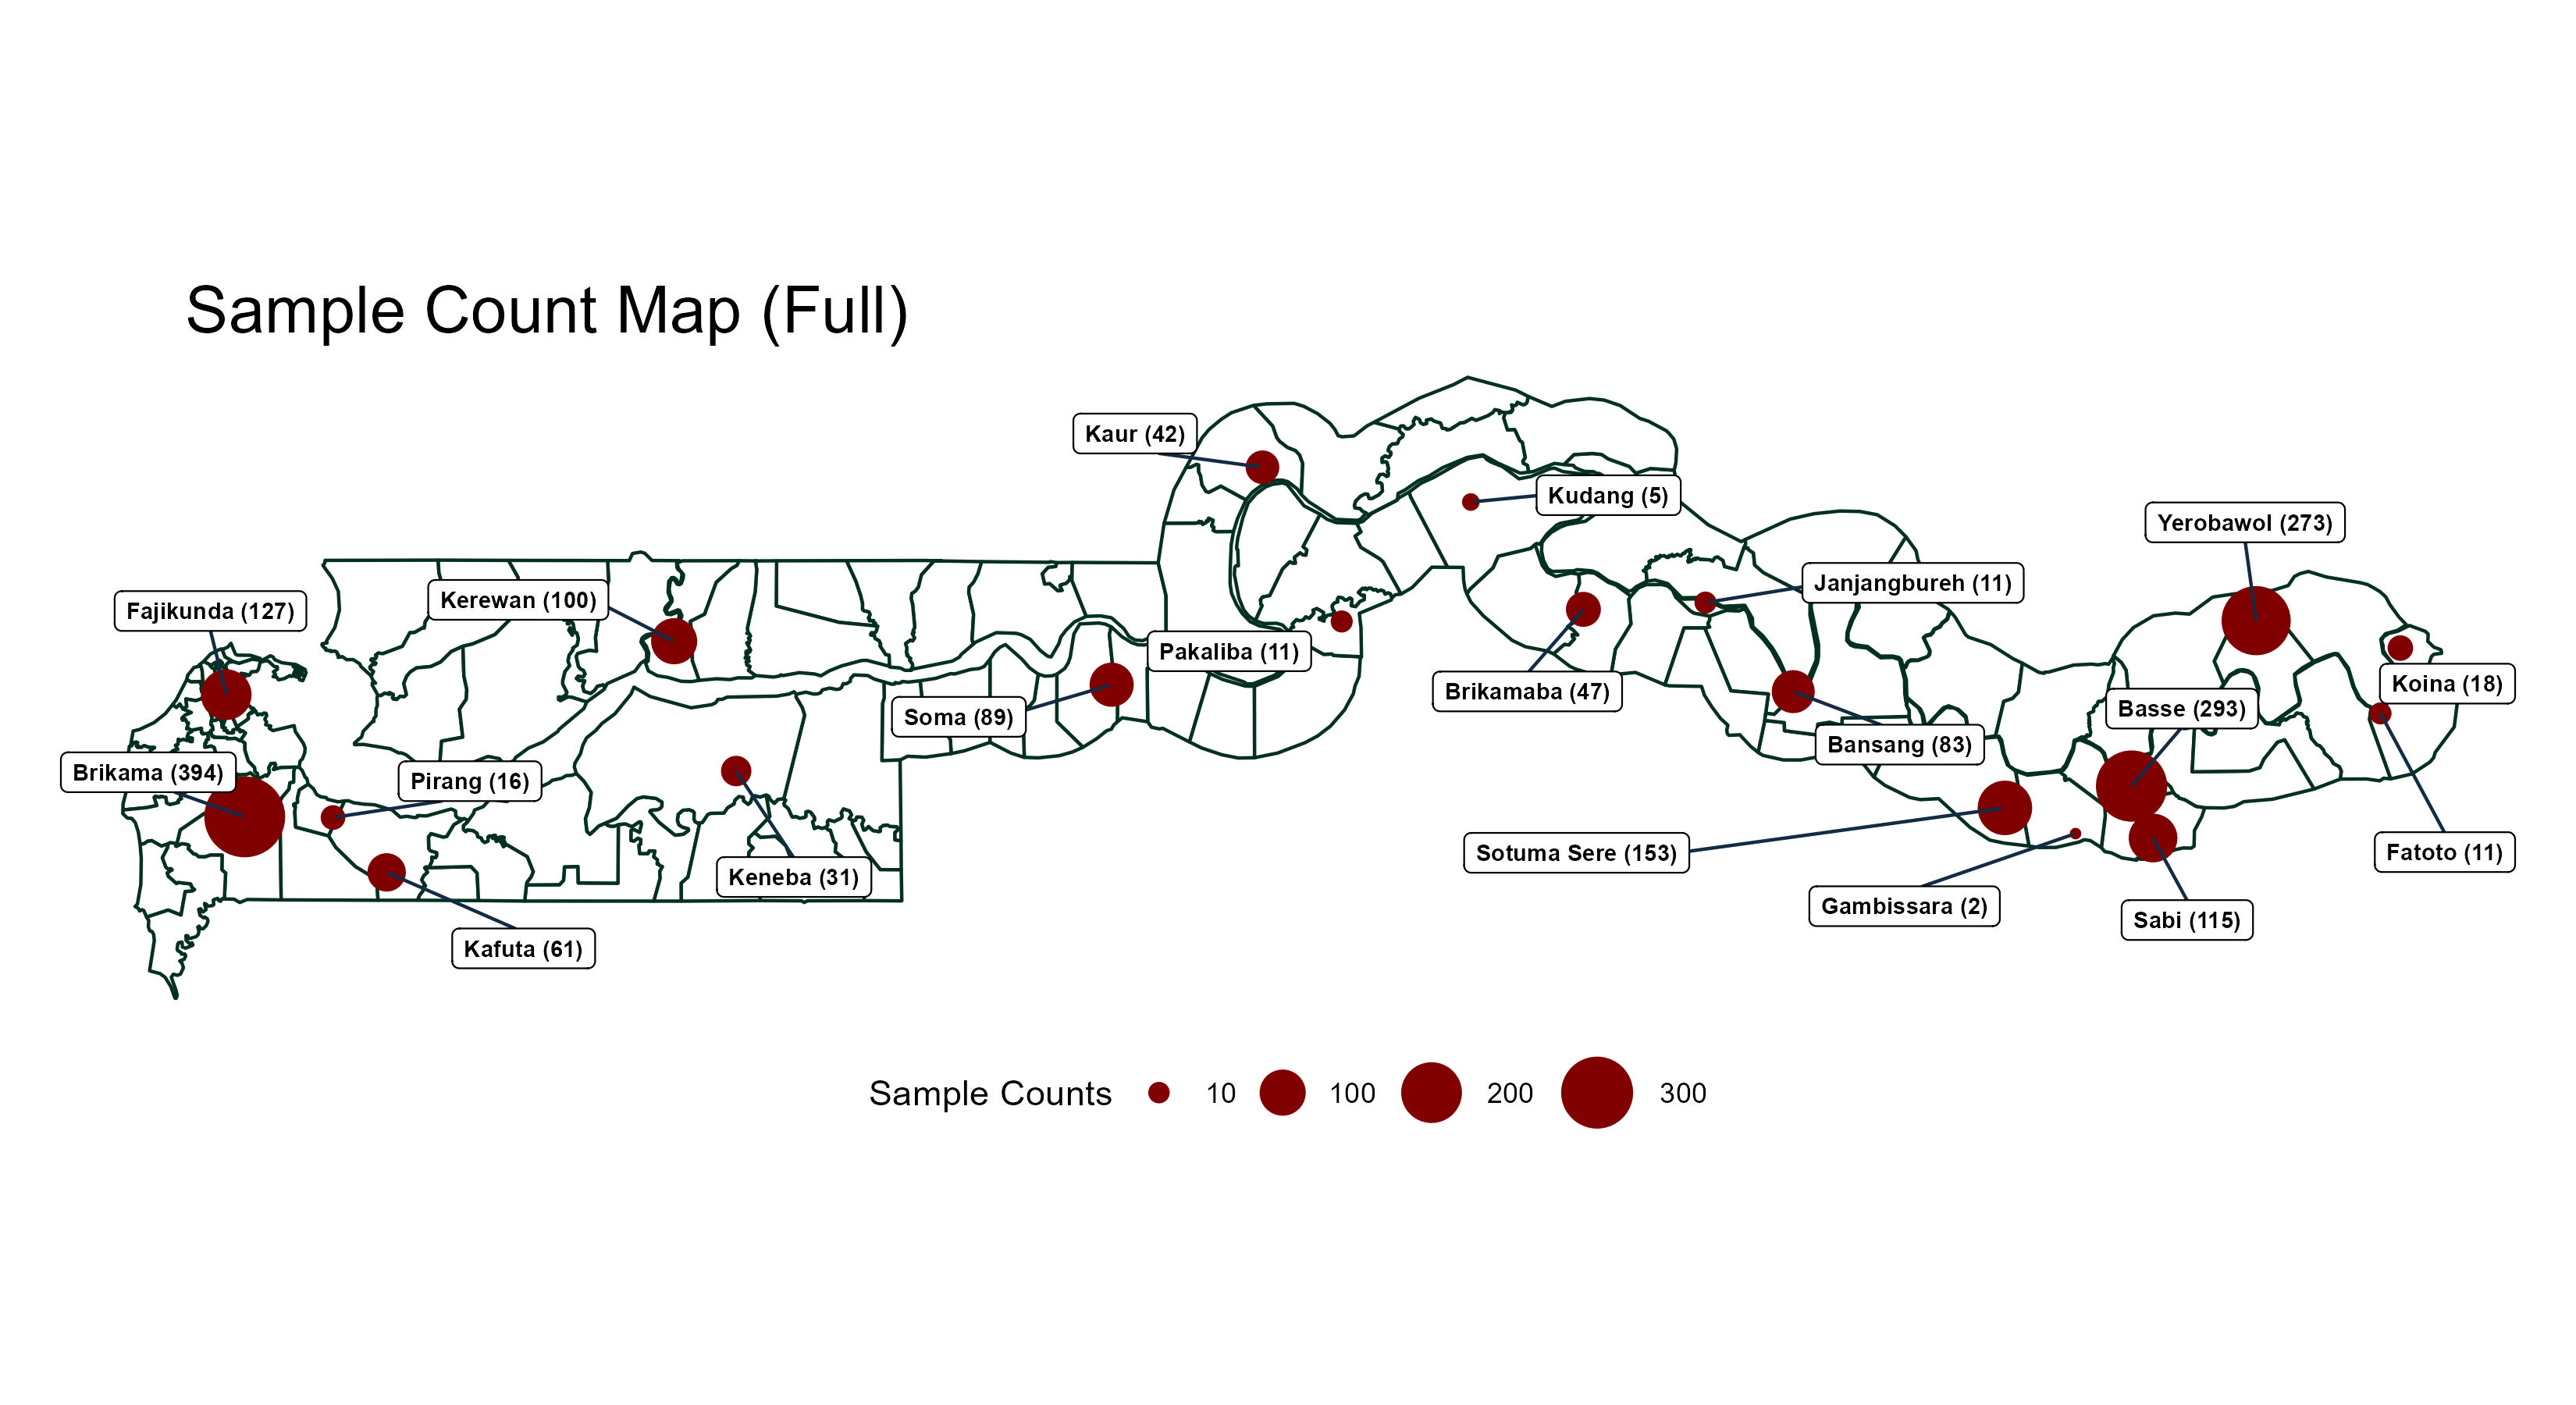 Sample Count Map (Full)
Kaur (42)
Kudang (5)
Yerobawol (273)
Janjangbureh (11)
Kerewan (100)
Fajikunda (127)
Pakaliba (11)
Koina (18)
Brikamaba (47)
Basse (293)
Soma (89)
Bansang (83)
Brikama (394)
Pirang (16)
Sotuma Sere (153)
Fatoto (11)
Keneba (31)
Gambissara (2)
Sabi (115)
Kafuta (61)
Sample Counts 10 100 200 300